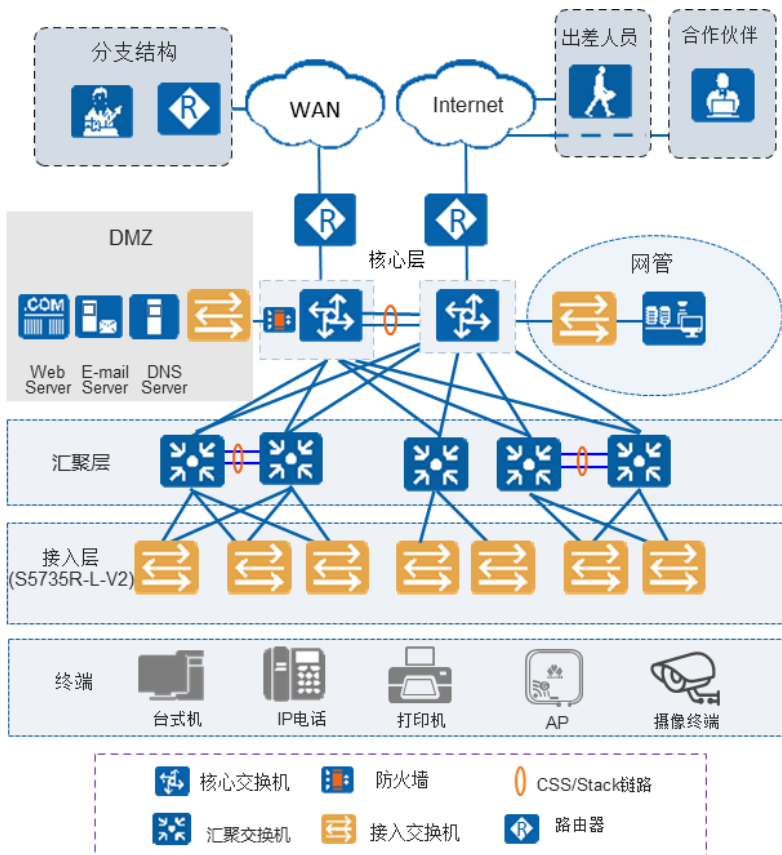 分支结构
出差人员
合作伙伴
WAN
Internet
R
R
R
DMZ
核心层
网管
.COM
Web
Server
E-mail
Server
DNS
Server
汇聚层
接入层
(S5735R-L-V2)
终端
台式机
IP电话
打印机
AP
摄像终端
核心交换机
防火墙
CSS/Stack链路
汇聚交换机
接入交换机
R
路由器